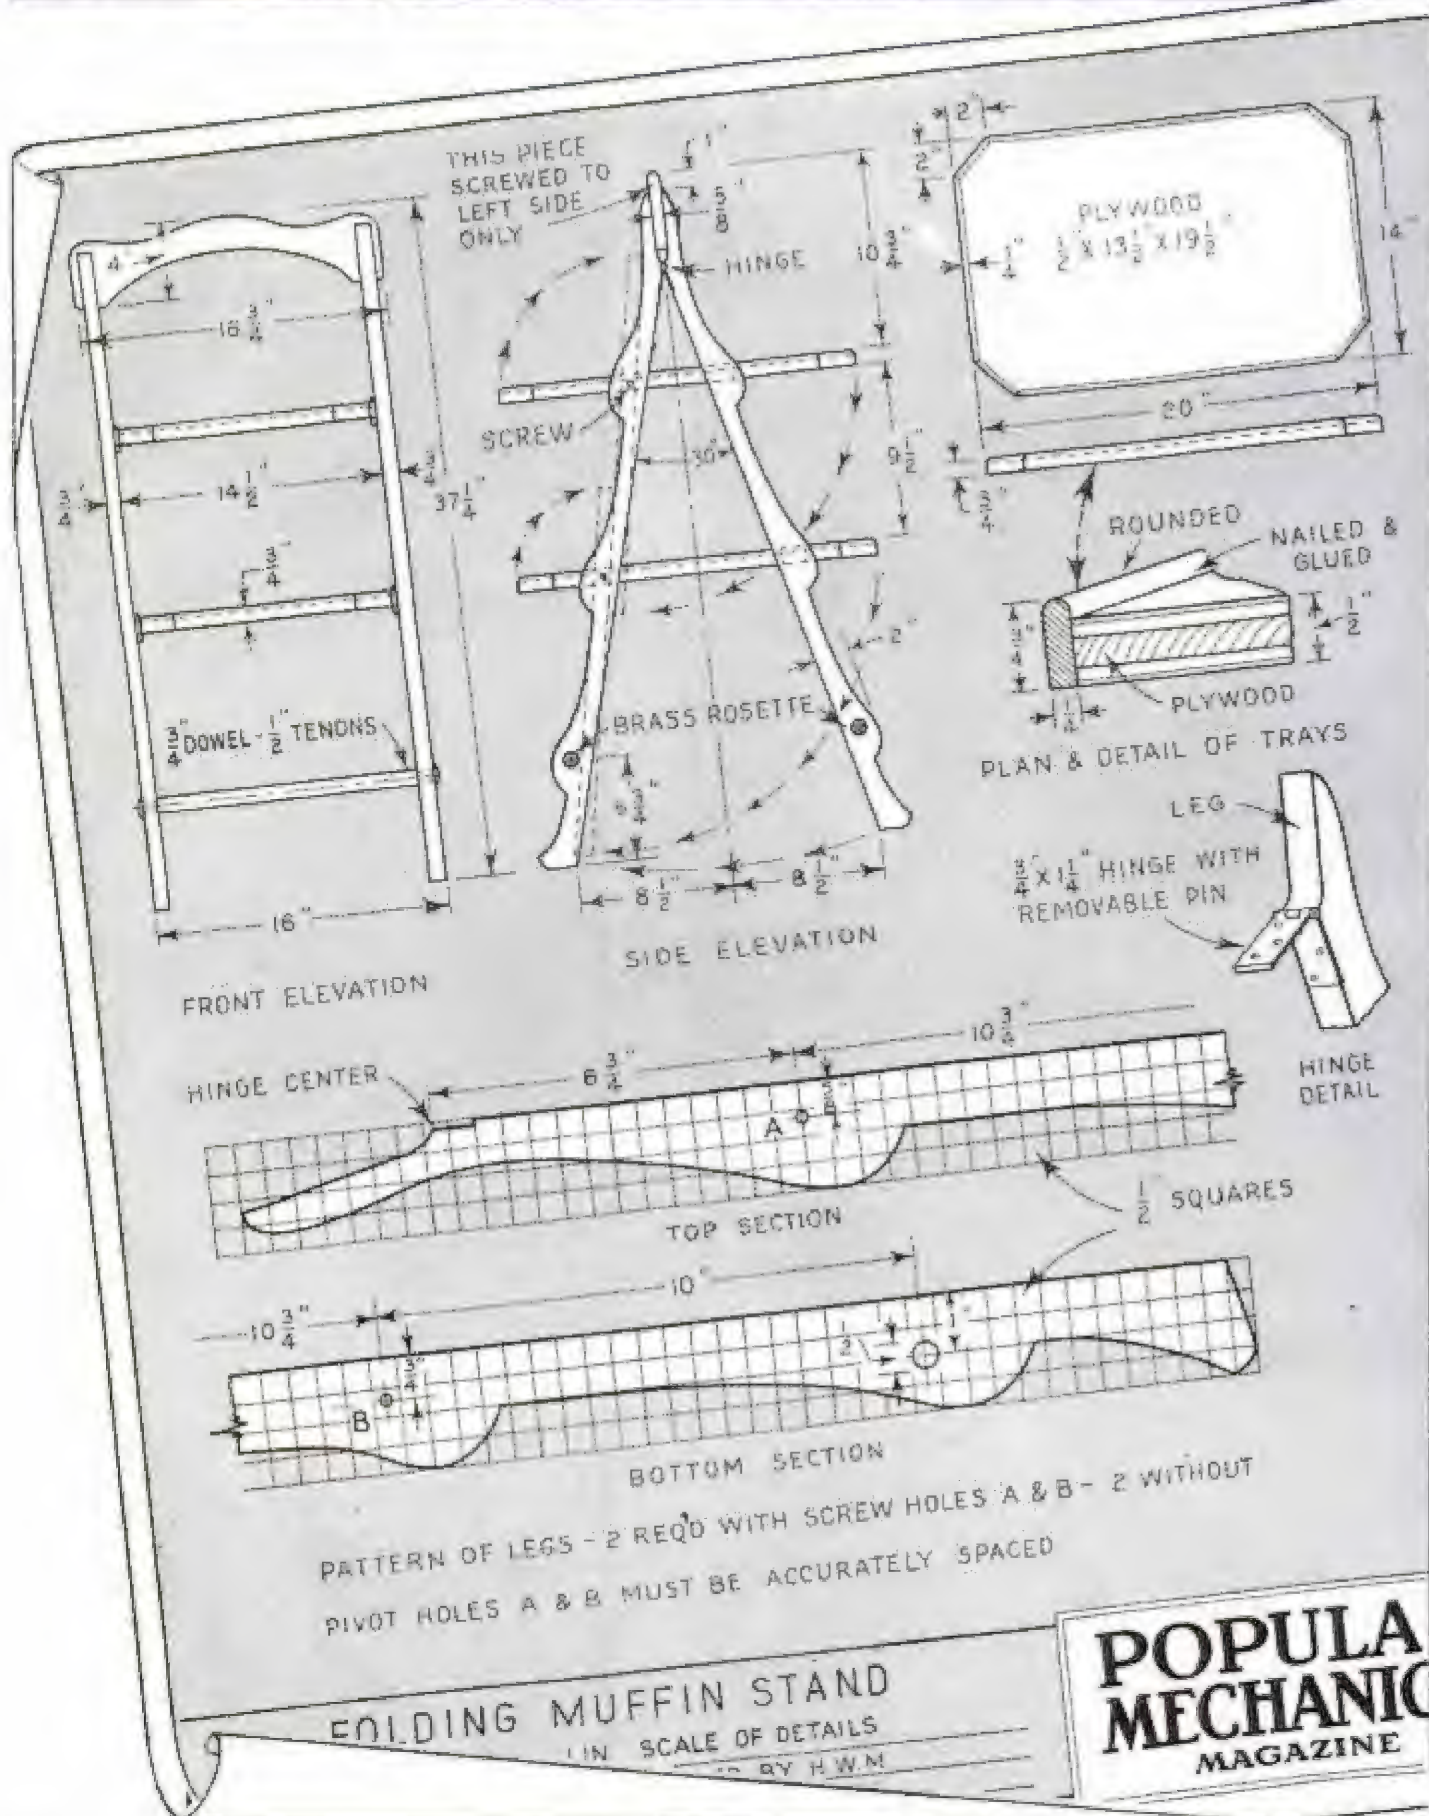 THIS PIECE
SCREWED TO
LEFT SIDE
ONLY
1"
5/8"
HINGE
10 3/4"
2"
2"
PLYWOOD
1/2 X 13 1/2 X 19 1/2"
1/4"
14"
4"
16 3/4"
SCREW
30°
9 1/2"
20"
3/4"
3/4"
14 1/2"
3/4"
37 1/4"
3/4"
ROUNDED
NAILED &
GLUED
3/4"
1/2"
1/4
PLYWOOD
PLAN & DETAIL OF TRAYS
2"
BRASS ROSETTE
3/4" DOWEL - 1/2" TENONS
8 1/2"
8 1/2"
16"
SIDE ELEVATION
FRONT ELEVATION
LEG
3/4" X 1 1/4" HINGE WITH
REMOVABLE PIN
HINGE
DETAIL
HINGE CENTER
6 3/4"
10 3/4"
A
TOP SECTION
1/2" SQUARES
10 3/4"
10"
3/4"
B
1/2
BOTTOM SECTION
PATTERN OF LEGS - 2 REQ'D WITH SCREW HOLES A & B - 2 WITHOUT
PIVOT HOLES A & B MUST BE ACCURATELY SPACED
FOLDING MUFFIN STAND
IN. SCALE OF DETAILS
BY H.W.M.
POPULA
MECHANIC
MAGAZINE